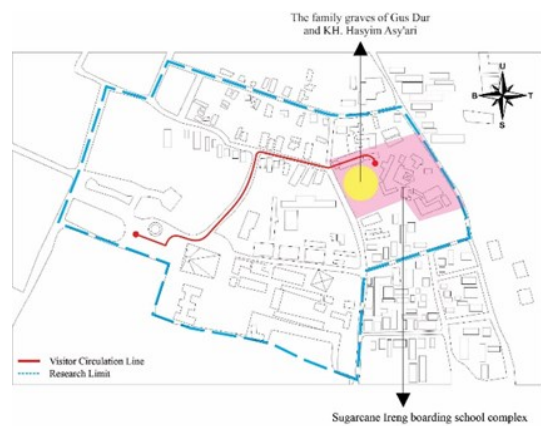 The family graves of Gus Dur
and KH. Hasyim Asy'ari
U
B T
S
Visitor Circulation Line
Research Limit
Sugarcane Ireng boarding school complex